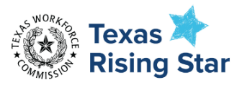 TEXAS WORKFORCE
COMMISSION
Texas
Rising Star